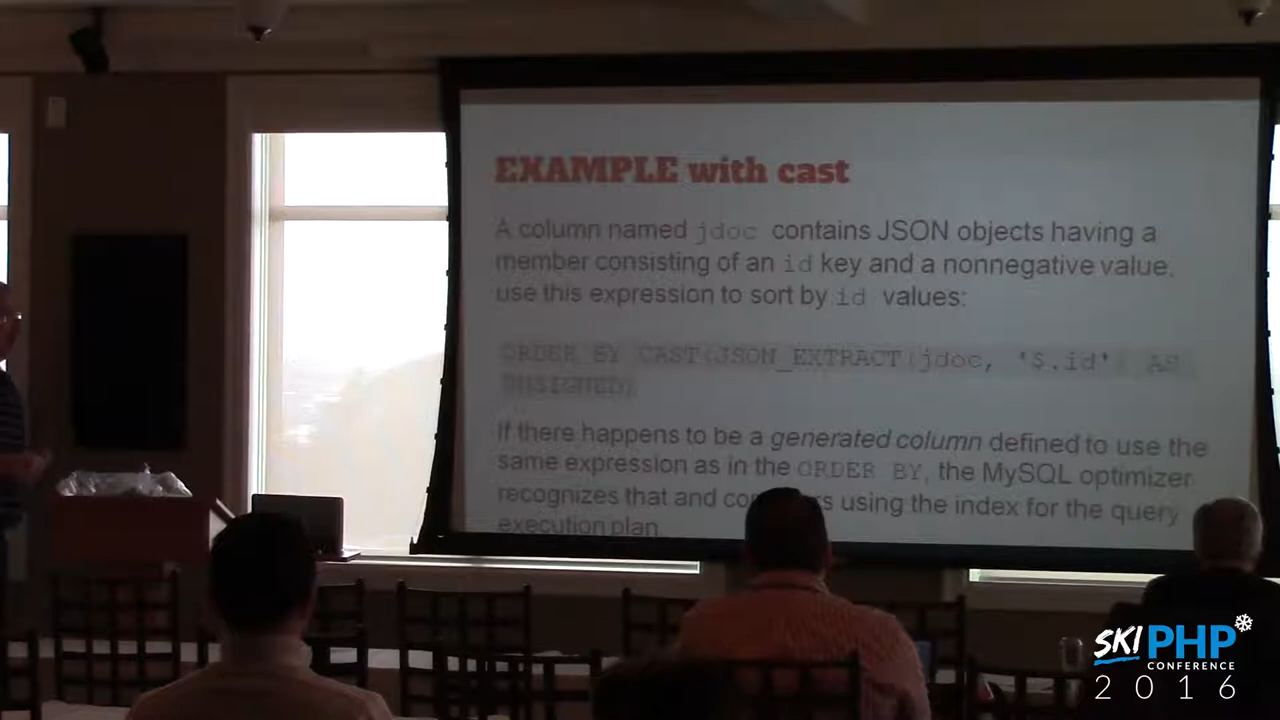 EXAMPLE with cast
A column named jdoc contains JSON objects having a
member consisting of an id key and a nonnegative value,
use this expression to sort by id values:
ORDER BY CAST(JSON_EXTRACT(jdoc, '$.id') AS
UNSIGNED)
If there happens to be a generated column defined to use the
same expression as in the ORDER BY, the MySQL optimizer
recognizes that and using the index for the query
execution plan.
SKI PHP
CONFERENCE
2016